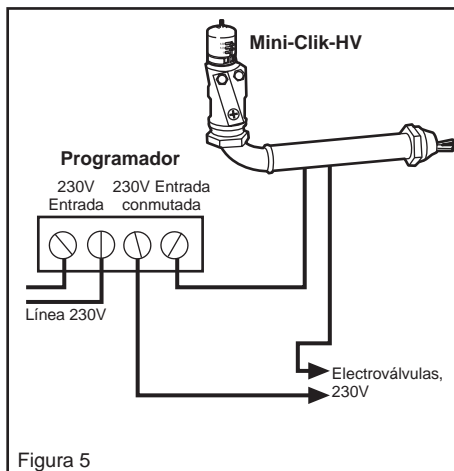 Mini-Clik-HV
Programador
230V
Entrada
230V Entrada
conmutada
Línea 230V
Electroválvulas,
230V
Figura 5